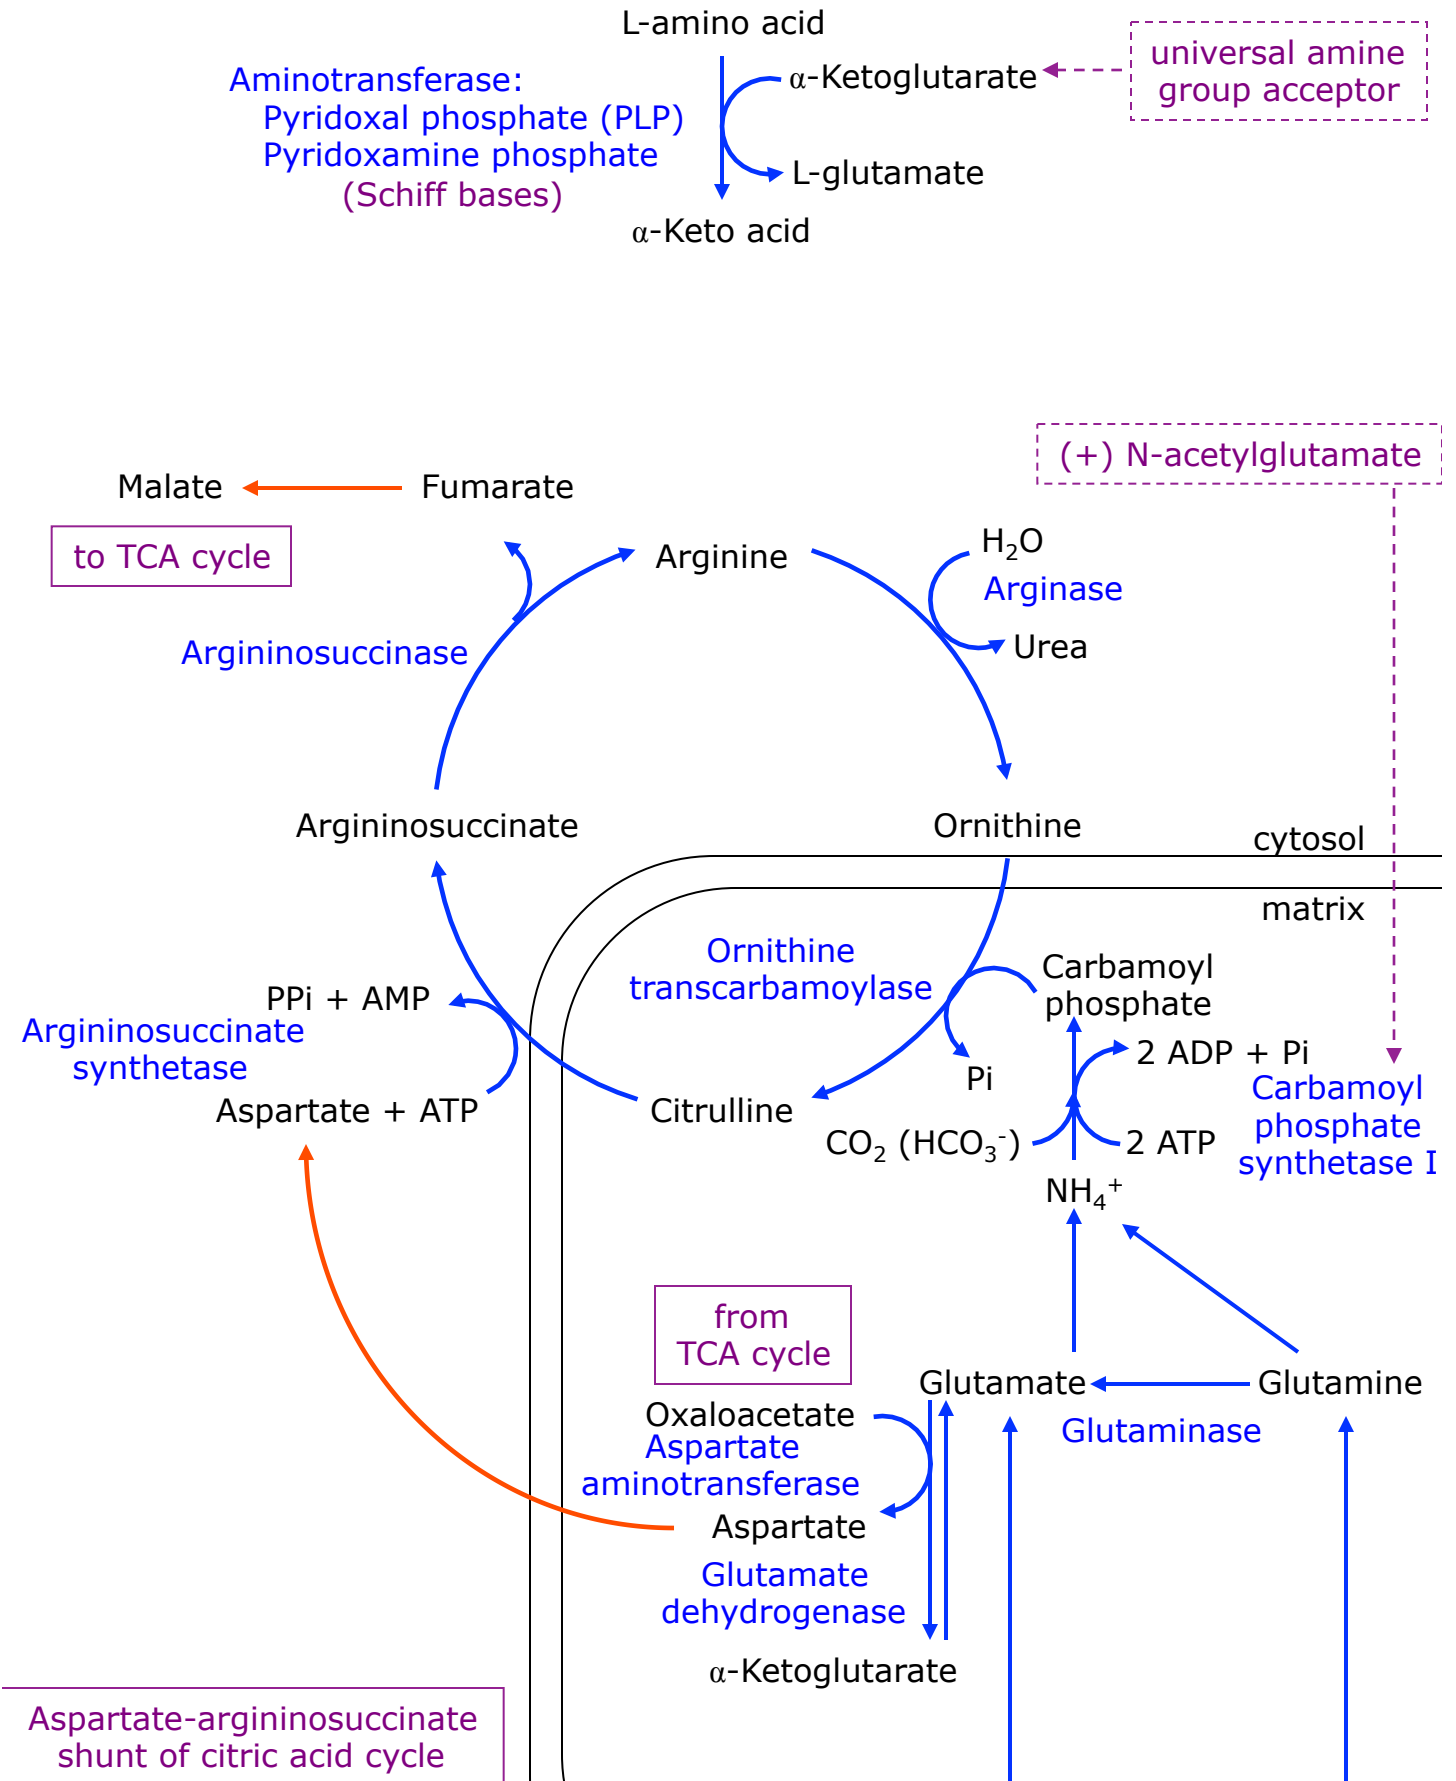 L-amino acid
Aminotransferase:
Pyridoxal phosphate (PLP)
Pyridoxamine phosphate
(Schiff bases)
α-Ketoglutarate
universal amine
group acceptor
L-glutamate
α-Keto acid
(+) N-acetylglutamate
Malate
Fumarate
to TCA cycle
Arginine
H₂O
Arginase
Urea
Argininosuccinase
Argininosuccinate
Ornithine
cytosol
matrix
Ornithine
transcarbamoylase
Carbamoyl
phosphate
PPi + AMP
Argininosuccinate
synthetase
Aspartate + ATP
Citrulline
Pi
2 ADP + Pi
Carbamoyl
phosphate
synthetase I
CO₂ (HCO₃⁻)
2 ATP
NH₄⁺
from
TCA cycle
Glutamate
Glutamine
Glutaminase
Oxaloacetate
Aspartate
aminotransferase
Aspartate
Glutamate
dehydrogenase
α-Ketoglutarate
Aspartate-argininosuccinate
shunt of citric acid cycle